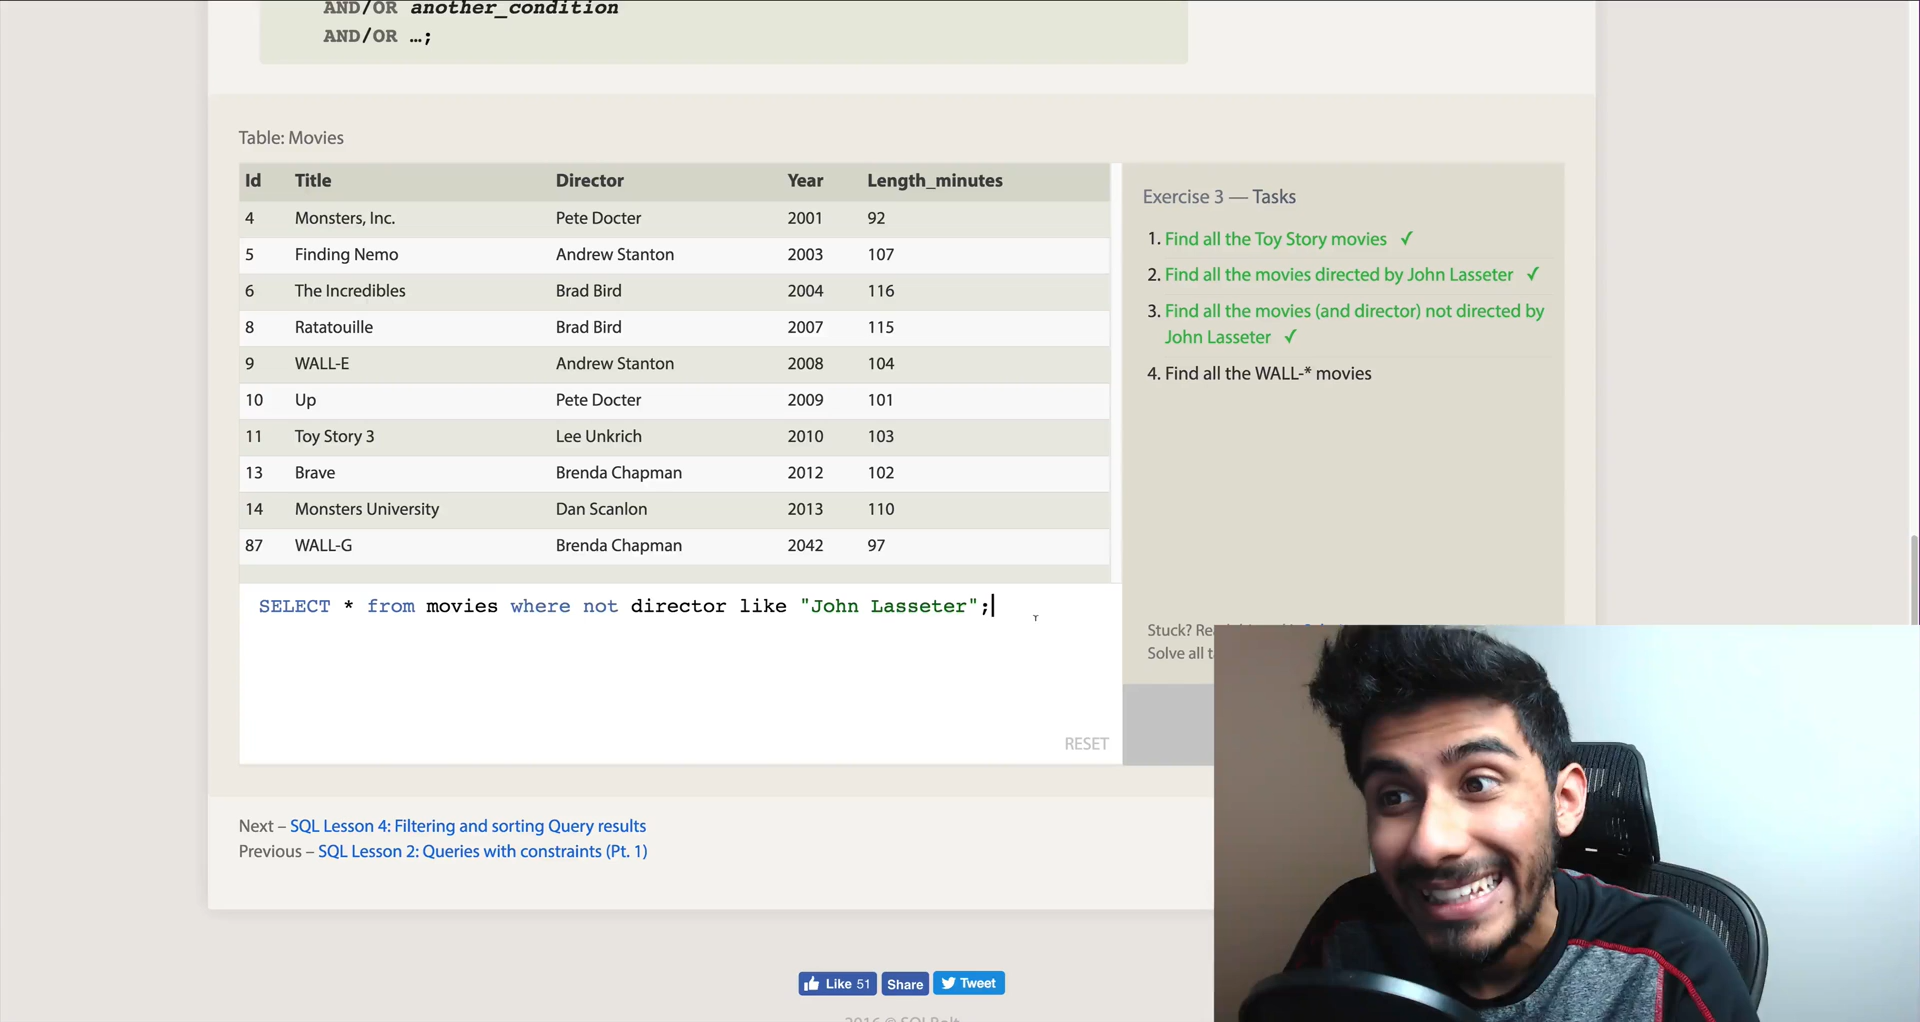 AND/OR another_condition
AND/OR …;
Table: Movies
Id Title Director Year Length_minutes
4 Monsters, Inc. Pete Docter 2001 92
5 Finding Nemo Andrew Stanton 2003 107
6 The Incredibles Brad Bird 2004 116
8 Ratatouille Brad Bird 2007 115
9 WALL-E Andrew Stanton 2008 104
10 Up Pete Docter 2009 101
11 Toy Story 3 Lee Unkrich 2010 103
13 Brave Brenda Chapman 2012 102
14 Monsters University Dan Scanlon 2013 110
87 WALL-G Brenda Chapman 2042 97
SELECT * from movies where not director like "John Lasseter";
RESET
Exercise 3 — Tasks
1. Find all the Toy Story movies ✓
2. Find all the movies directed by John Lasseter ✓
3. Find all the movies (and director) not directed by
John Lasseter ✓
4. Find all the WALL-* movies
Stuck?
Solve all
Next – SQL Lesson 4: Filtering and sorting Query results
Previous – SQL Lesson 2: Queries with constraints (Pt. 1)
Like 51 Share Tweet
2016 © SQLBolt